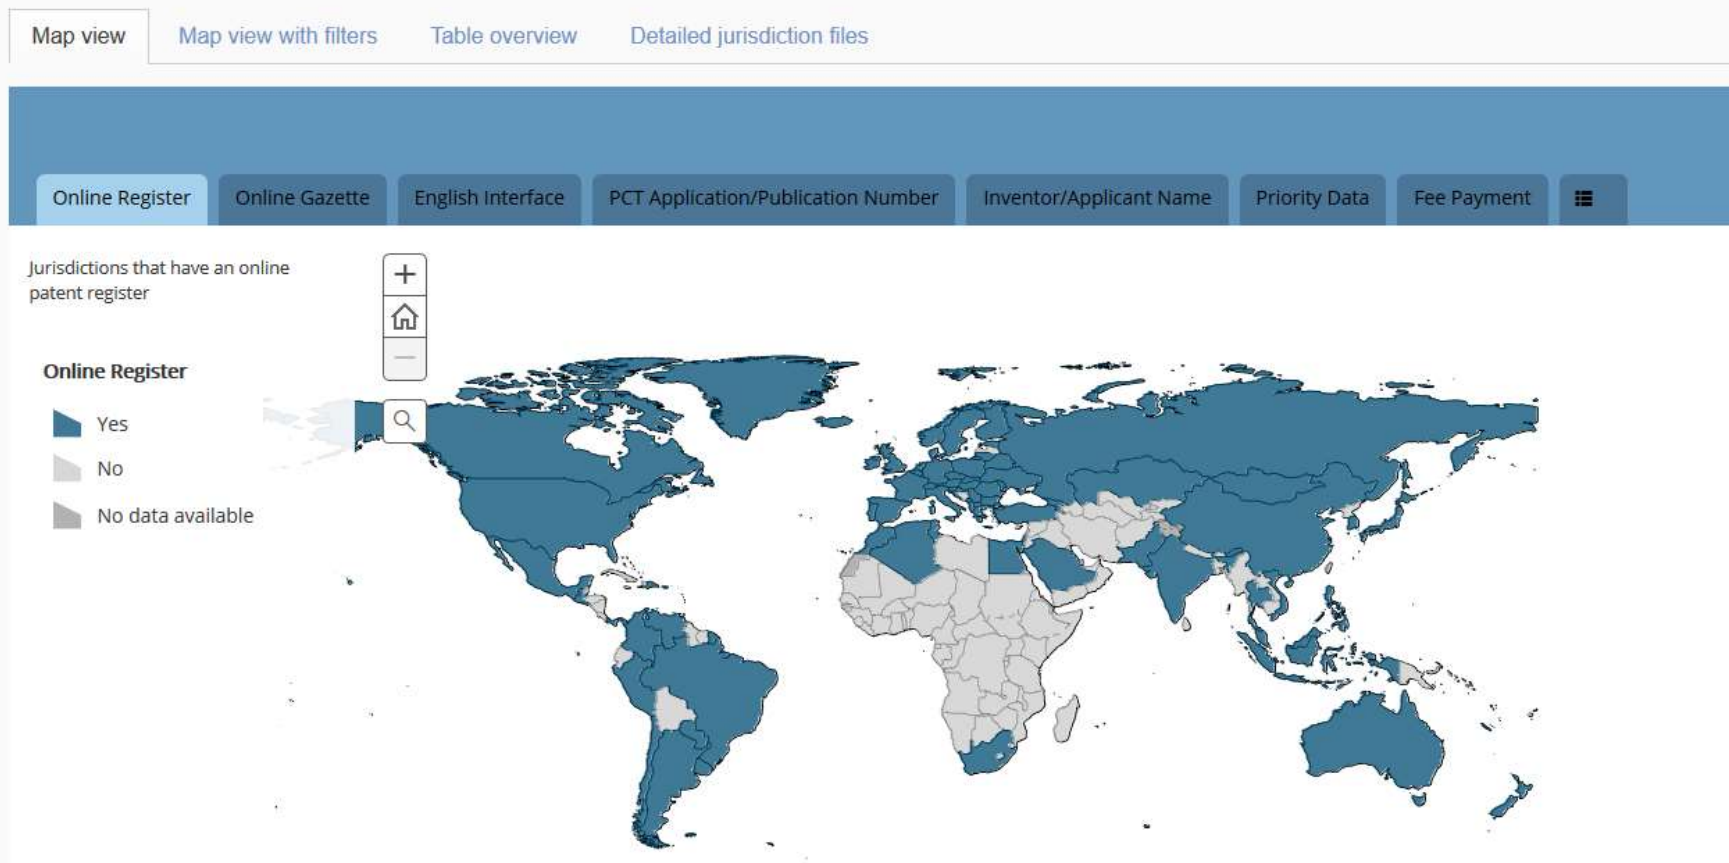 Map view
Map view with filters
Table overview
Detailed jurisdiction files
Online Register
Online Gazette
English Interface
PCT Application/Publication Number
Inventor/Applicant Name
Priority Data
Fee Payment
Jurisdictions that have an online
patent register
Online Register
Yes
No
No data available